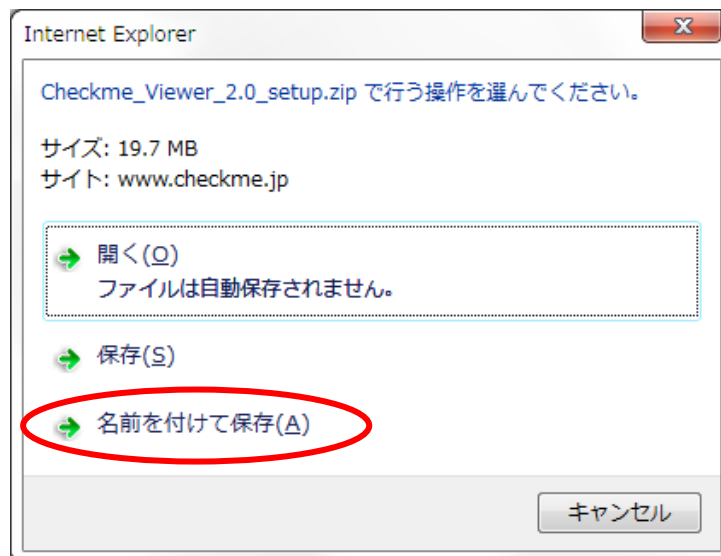 Internet Explorer
Checkme_Viewer_2.0_setup.zip で行う操作を選んでください。
サイズ: 19.7 MB
サイト: www.checkme.jp
開く(O)
ファイルは自動保存されません。
保存(S)
名前を付けて保存(A)
キャンセル